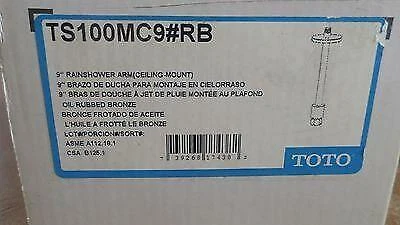 TS100MC9#RB
9" RAINSHOWER ARM(CEILING-MOUNT)
9" BRAZO DE DUCHA PARA MONTAJE EN CIELORRASO
9" BRAS DE DOUCHE À JET DE PLUIE MONTÉE AU PLAFOND
OIL RUBBED BRONZE
BRONCE FROTADO DE ACEITE
L'HUILE A FROTTÉ LE BRONZE
LOT#PORCION#SORT#:
ASME A112.18.1
CSA B125.1
TOTO